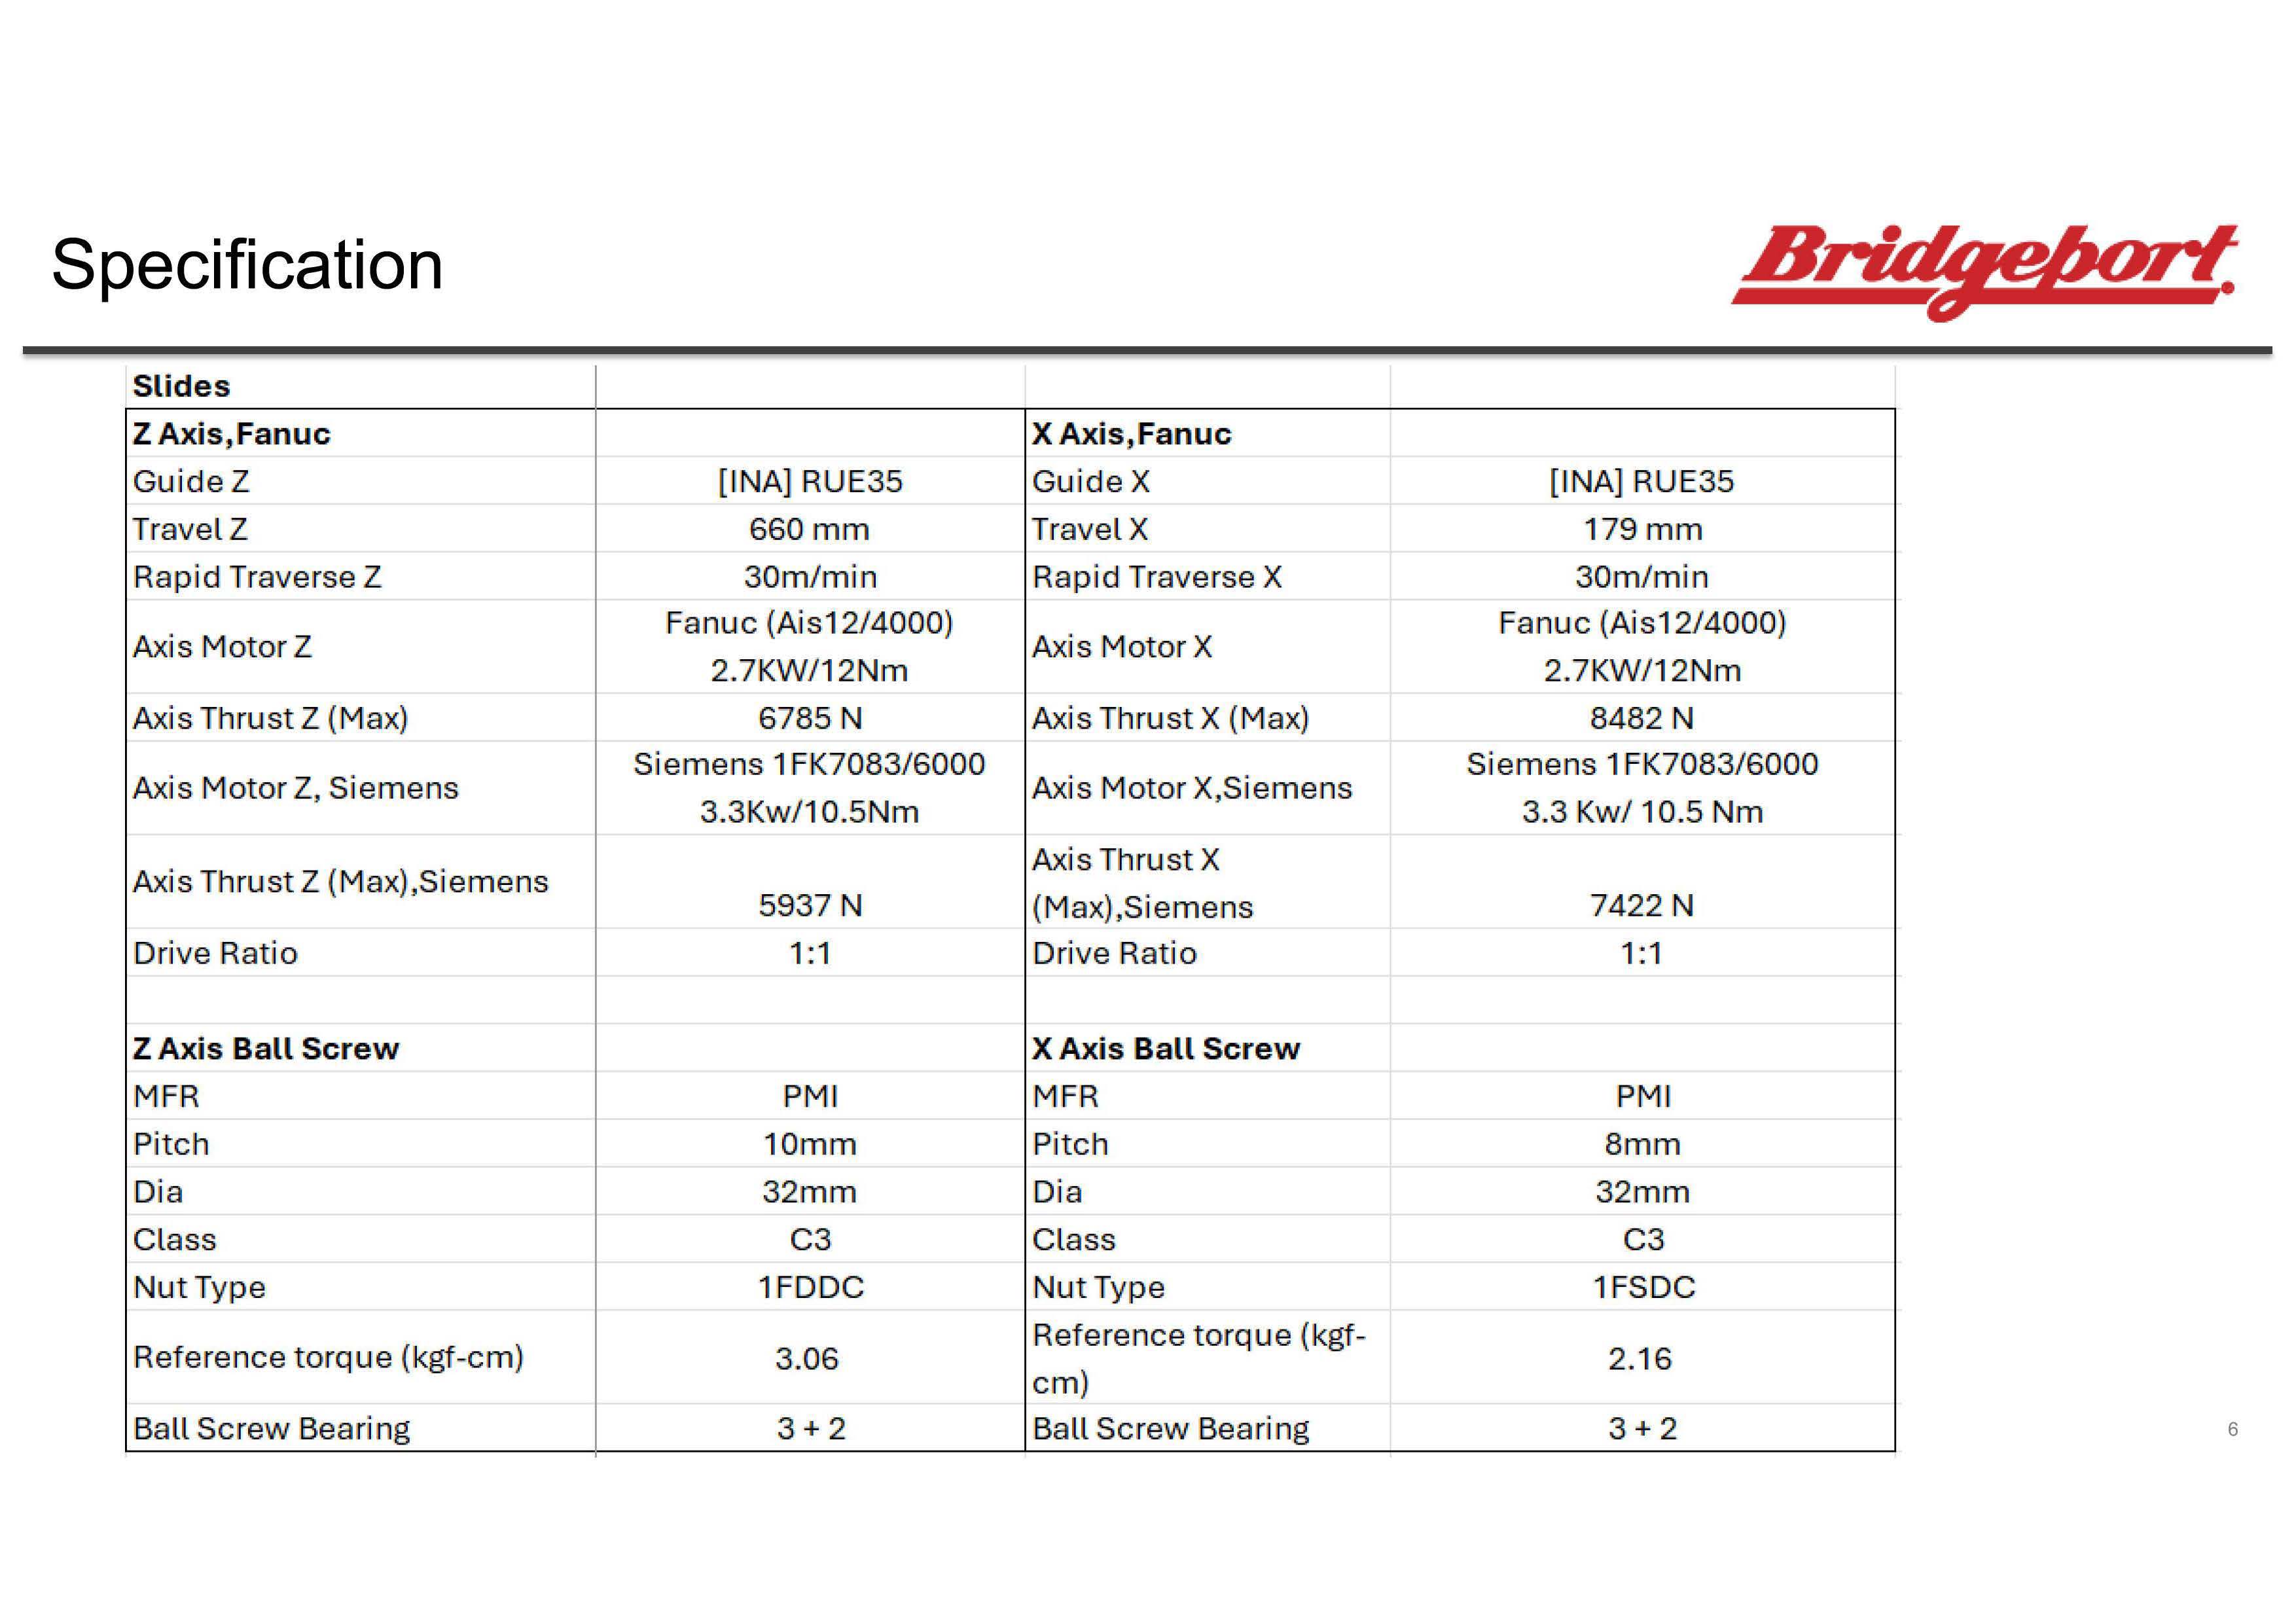 Specification
Bridgeport
Slides
Z Axis,Fanuc X Axis,Fanuc
Guide Z [INA] RUE35 Guide X [INA] RUE35
Travel Z 660 mm Travel X 179 mm
Rapid Traverse Z 30m/min Rapid Traverse X 30m/min
Axis Motor Z Fanuc (Ais12/4000) Axis Motor X Fanuc (Ais12/4000)
2.7KW/12Nm 2.7KW/12Nm
Axis Thrust Z (Max) 6785 N Axis Thrust X (Max) 8482 N
Axis Motor Z, Siemens Siemens 1FK7083/6000 Axis Motor X,Siemens Siemens 1FK7083/6000
3.3Kw/10.5Nm 3.3 Kw/ 10.5 Nm
Axis Thrust Z (Max),Siemens 5937 N Axis Thrust X
(Max),Siemens 7422 N
Drive Ratio 1:1 Drive Ratio 1:1
Z Axis Ball Screw X Axis Ball Screw
MFR PMI MFR PMI
Pitch 10mm Pitch 8mm
Dia 32mm Dia 32mm
Class C3 Class C3
Nut Type 1FDDC Nut Type 1FSDC
Reference torque (kgf-cm) 3.06 Reference torque (kgf-
cm) 2.16
Ball Screw Bearing 3 + 2 Ball Screw Bearing 3 + 2
6